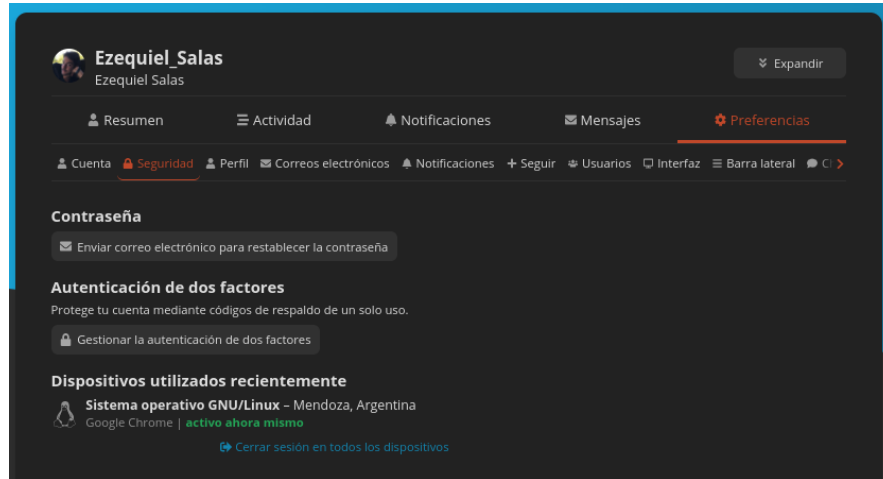 Ezequiel_Salas
Ezequiel Salas
Expandir
Resumen Actividad Notificaciones Mensajes Preferencias
Cuenta Seguridad Perfil Correos electrónicos Notificaciones Seguir Usuarios Interfaz Barra lateral
Contraseña
Enviar correo electrónico para restablecer la contraseña
Autenticación de dos factores
Protege tu cuenta mediante códigos de respaldo de un solo uso.
Gestionar la autenticación de dos factores
Dispositivos utilizados recientemente
Sistema operativo GNU/Linux – Mendoza, Argentina
Google Chrome | activo ahora mismo
Cerrar sesión en todos los dispositivos